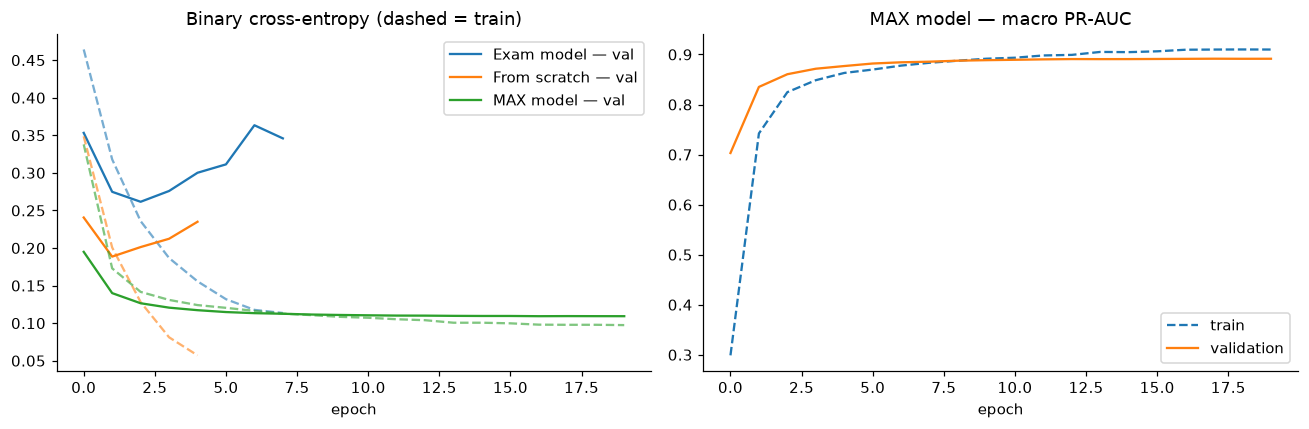 Binary cross-entropy (dashed = train)
Exam model — val
From scratch — val
MAX model — val
0.45
0.40
0.35
0.30
0.25
0.20
0.15
0.10
0.05
0.0 2.5 5.0 7.5 10.0 12.5 15.0 17.5
epoch
MAX model — macro PR-AUC
0.9
0.8
0.7
0.6
0.5
0.4
0.3
train
validation
0.0 2.5 5.0 7.5 10.0 12.5 15.0 17.5
epoch